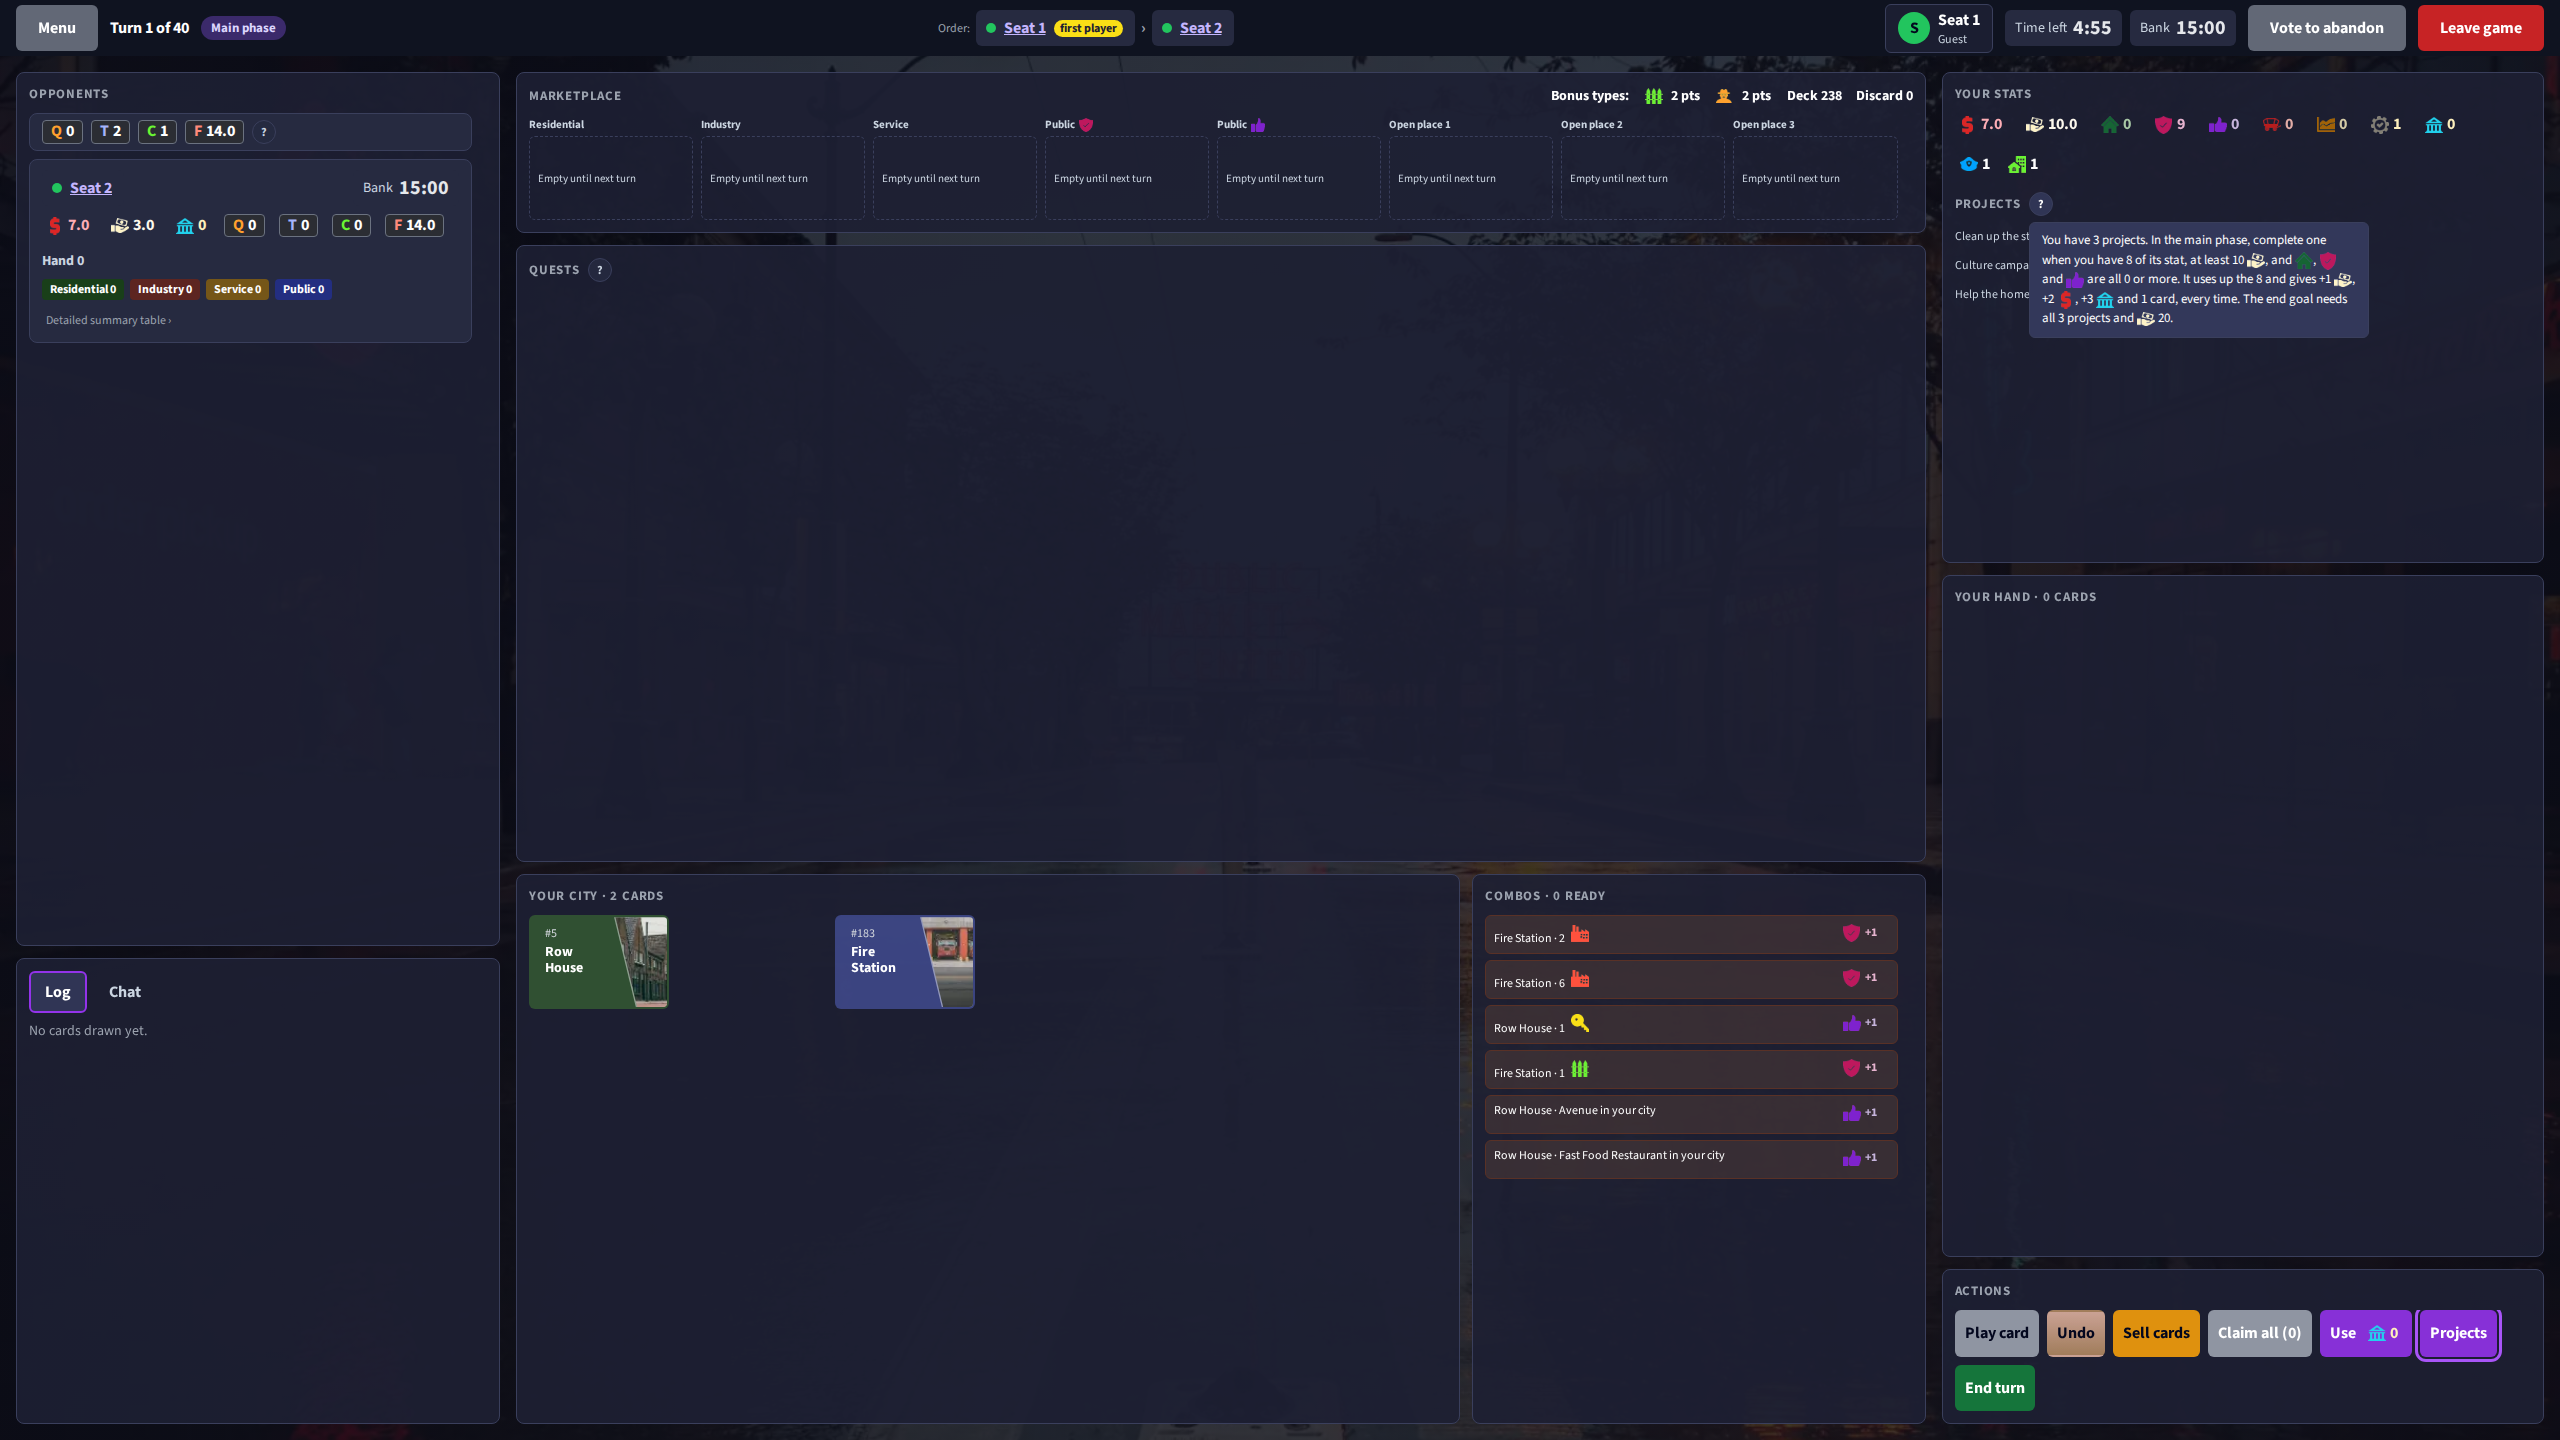 Menu
Turn 1 of 40
Main phase
Order:
Seat 1
first player
›
Seat 2
S
Seat 1
Guest
Time left 4:55
Bank 15:00
Vote to abandon
Leave game
OPPONENTS
Q 0
T 2
C 1
F 14.0
?
Seat 2
Bank 15:00
7.0
3.0
0
Q 0
T 0
C 0
F 14.0
Hand 0
Residential 0
Industry 0
Service 0
Public 0
Detailed summary table ›
Log
Chat
No cards drawn yet.
MARKETPLACE
Bonus types: 2 pts 2 pts Deck 238 Discard 0
Residential
Industry
Service
Public
Public
Open place 1
Open place 2
Open place 3
Empty until next turn
Empty until next turn
Empty until next turn
Empty until next turn
Empty until next turn
Empty until next turn
Empty until next turn
Empty until next turn
QUESTS ?
YOUR CITY · 2 CARDS
#5
Row
House
#183
Fire
Station
COMBOS · 0 READY
Fire Station · 2 +1
Fire Station · 6 +1
Row House · 1 +1
Fire Station · 1 +1
Row House · Avenue in your city +1
Row House · Fast Food Restaurant in your city +1
YOUR STATS
7.0 10.0 0 9 0 0 0 1 0
1 1
PROJECTS ?
Clean up the st
Culture campa
Help the home
You have 3 projects. In the main phase, complete one
when you have 8 of its stat, at least 10 , and ,
and are all 0 or more. It uses up the 8 and gives +1 ,
+2 , +3 and 1 card, every time. The end goal needs
all 3 projects and 20.
YOUR HAND · 0 CARDS
ACTIONS
Play card
Undo
Sell cards
Claim all (0)
Use 0
Projects
End turn